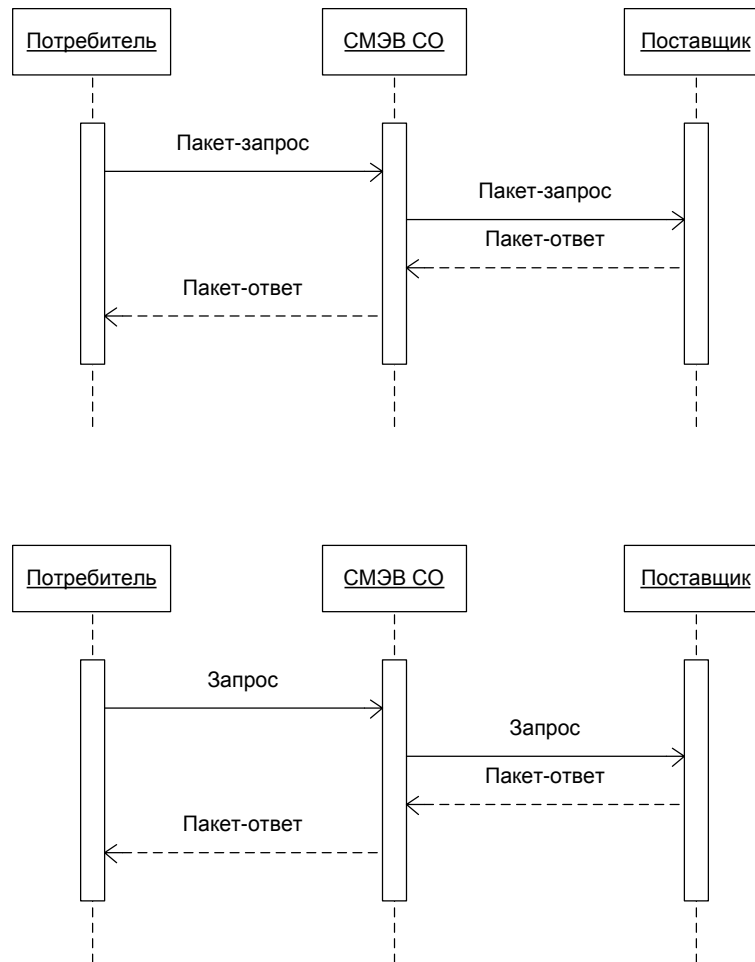 Потребитель
СМЭВ СО
Поставщик
Пакет-запрос
Пакет-запрос
Пакет-ответ
Пакет-ответ
Потребитель
СМЭВ СО
Поставщик
Запрос
Запрос
Пакет-ответ
Пакет-ответ